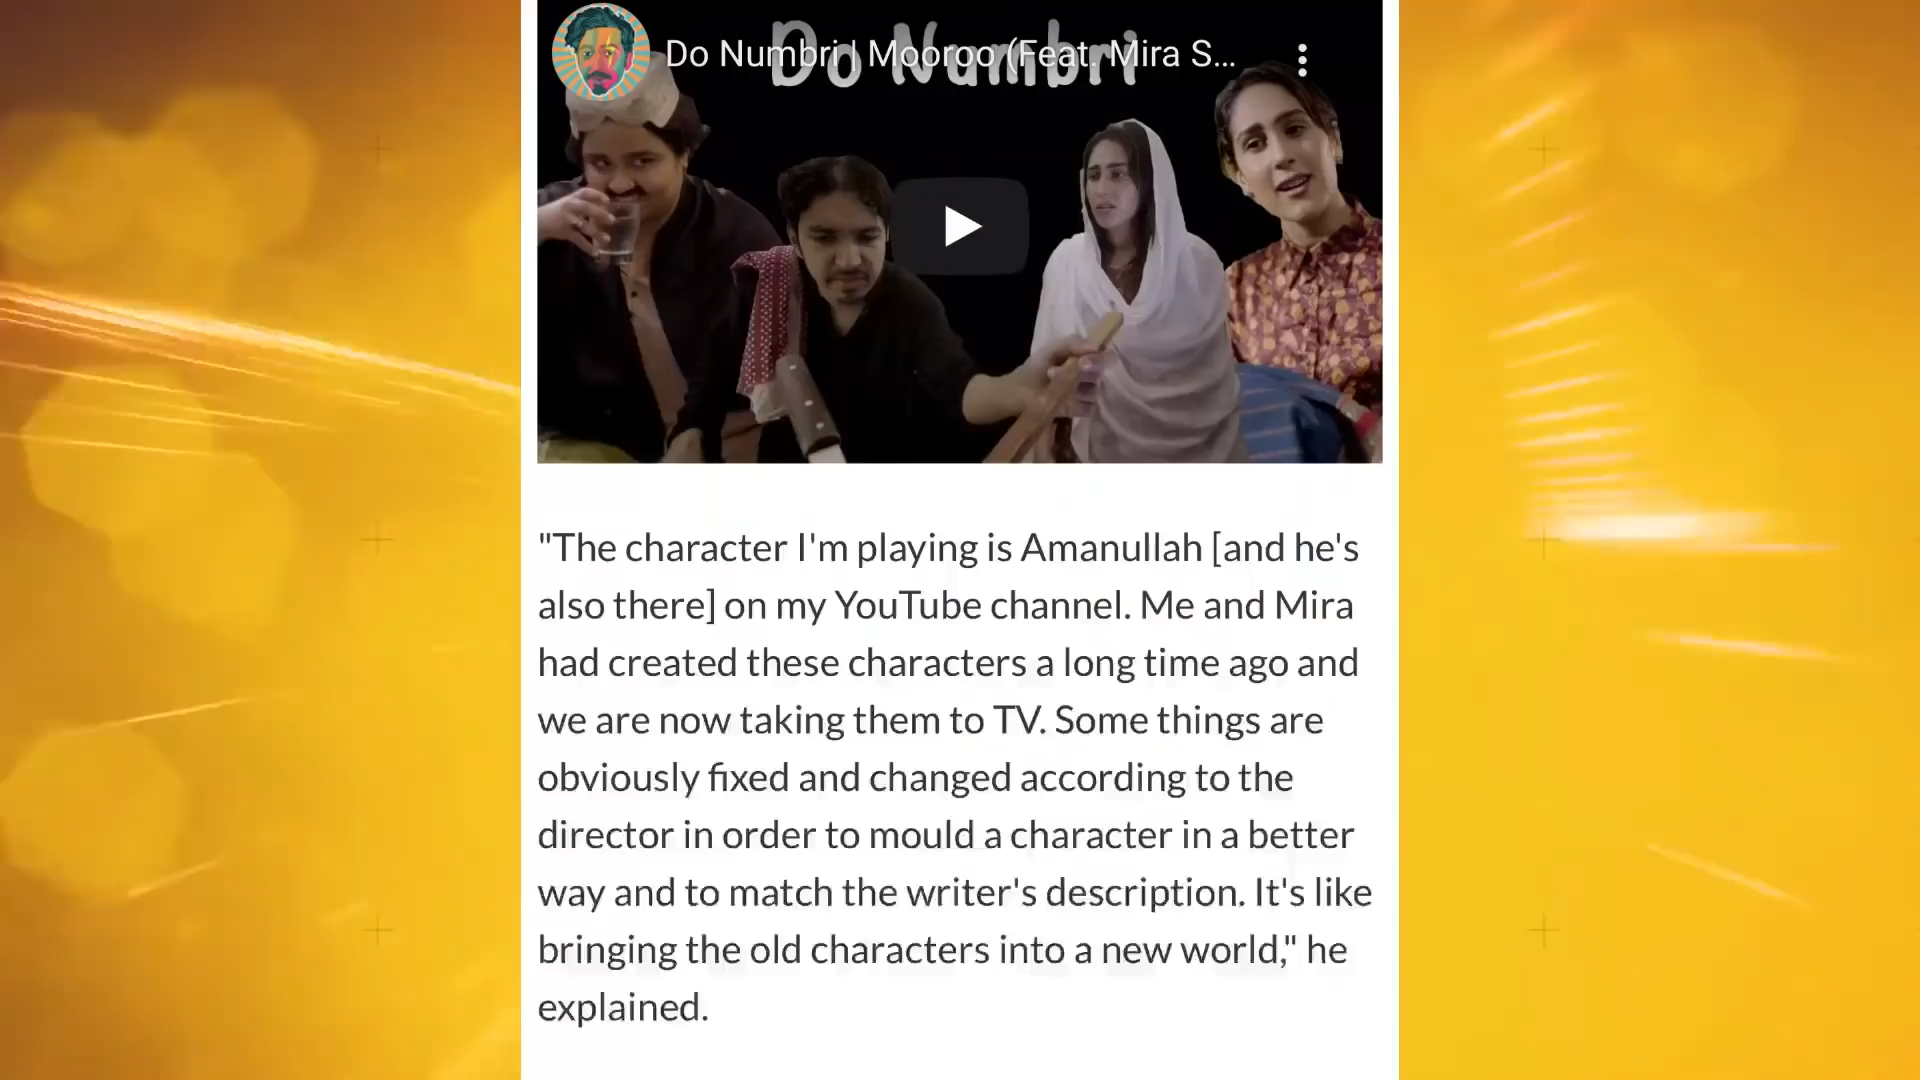 Do Numbri
Do Numbri | Mooroo (Feat. Mira S...
"The character I'm playing is Amanullah [and he's
also there] on my YouTube channel. Me and Mira
had created these characters a long time ago and
we are now taking them to TV. Some things are
obviously fixed and changed according to the
director in order to mould a character in a better
way and to match the writer's description. It's like
bringing the old characters into a new world," he
explained.